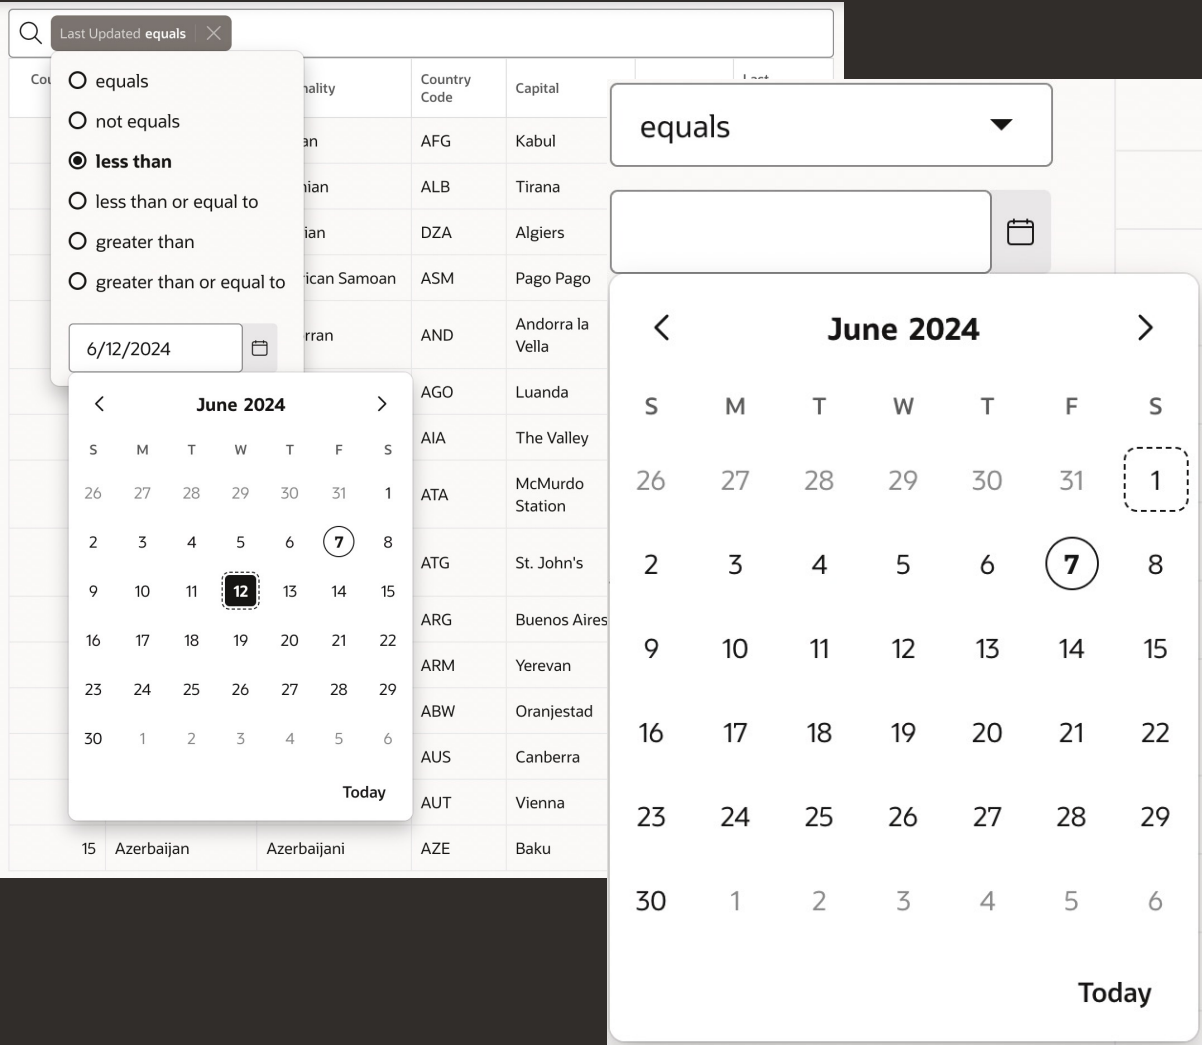 Last Updated equals
equals
not equals
less than
less than or equal to
greater than
greater than or equal to
6/12/2024
June 2024
S M T W T F S
26 27 28 29 30 31 1
2 3 4 5 6 7 8
9 10 11 12 13 14 15
16 17 18 19 20 21 22
23 24 25 26 27 28 29
30 1 2 3 4 5 6
Today
Country Code Capital
AFG Kabul
ALB Tirana
DZA Algiers
ican Samoan ASM Pago Pago
AND Andorra la Vella
AGO Luanda
AIA The Valley
ATA McMurdo Station
ATG St. John's
ARG Buenos Aires
ARM Yerevan
ABW Oranjestad
AUS Canberra
AUT Vienna
15 Azerbaijan Azerbaijani AZE Baku
equals
June 2024
S M T W T F S
26 27 28 29 30 31 1
2 3 4 5 6 7 8
9 10 11 12 13 14 15
16 17 18 19 20 21 22
23 24 25 26 27 28 29
30 1 2 3 4 5 6
Today